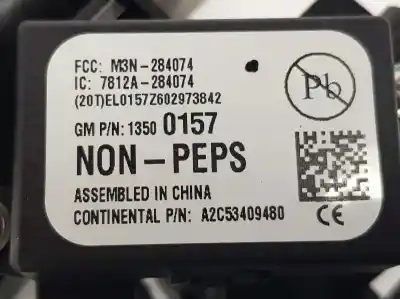 FCC: M3N-284074
IC: 7812A-284074
(20T)EL0157Z602973842
GM P/N: 1350 0157
NON-PEPS
ASSEMBLED IN CHINA
CONTINENTAL P/N: A2C53409480
Pb
CE